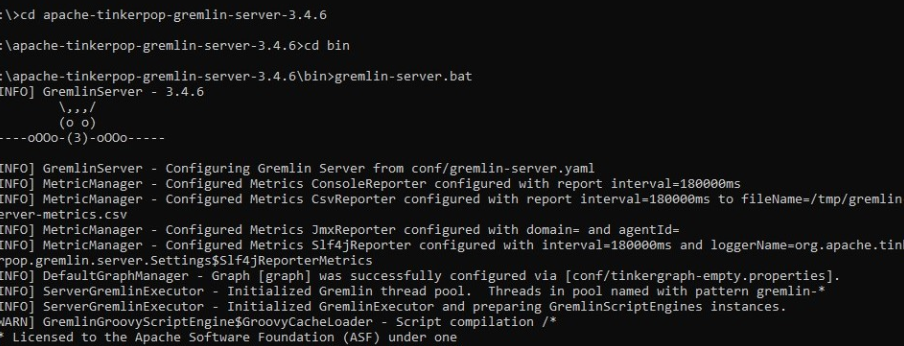 :\>cd apache-tinkerpop-gremlin-server-3.4.6
:\apache-tinkerpop-gremlin-server-3.4.6>cd bin
:\apache-tinkerpop-gremlin-server-3.4.6\bin>gremlin-server.bat
INFO] GremlinServer - 3.4.6
         \,,,/
         (o o)
----oOOo-(3)-oOOo-----
INFO] GremlinServer - Configuring Gremlin Server from conf/gremlin-server.yaml
INFO] MetricManager - Configured Metrics ConsoleReporter configured with report interval=180000ms
INFO] MetricManager - Configured Metrics CsvReporter configured with report interval=180000ms to fileName=/tmp/gremlin
erver-metrics.csv
INFO] MetricManager - Configured Metrics JmxReporter configured with domain= and agentId=
INFO] MetricManager - Configured Metrics Slf4jReporter configured with interval=180000ms and loggerName=org.apache.tink
rpop.gremlin.server.Settings$Slf4jReporterMetrics
INFO] DefaultGraphManager - Graph [graph] was successfully configured via [conf/tinkergraph-empty.properties].
INFO] ServerGremlinExecutor - Initialized Gremlin thread pool.  Threads in pool named with pattern gremlin-*
INFO] ServerGremlinExecutor - Initialized GremlinExecutor and preparing GremlinScriptEngines instances.
WARN] GremlinGroovyScriptEngine$GroovyCacheLoader - Script compilation /*
* Licensed to the Apache Software Foundation (ASF) under one